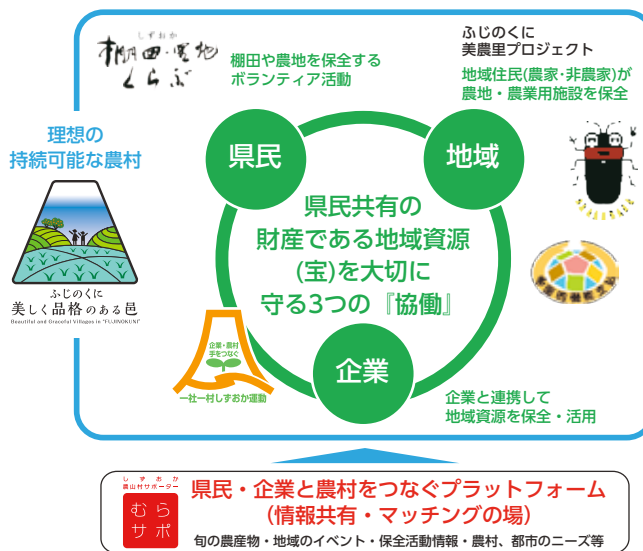 しずおか
棚田・里地
くらぶ
棚田や農地を保全する
ボランティア活動
ふじのくに
美農里プロジェクト
地域住民(農家・非農家)が
農地・農業用施設を保全
理想の
持続可能な農村
県民
地域
県民共有の
財産である地域資源
(宝)を大切に
守る3つの『協働』
ふじのくに
美しく品格のある邑
Beautiful and Graceful Villages in "FUJINOKUNI"
企業・農村
手をつなぐ
一社一村しずおか運動
企業
企業と連携して
地域資源を保全・活用
しずおか
農山村サポーター
むら
サポ
県民・企業と農村をつなぐプラットフォーム
(情報共有・マッチングの場)
旬の農産物・地域のイベント・保全活動情報・農村、都市のニーズ等